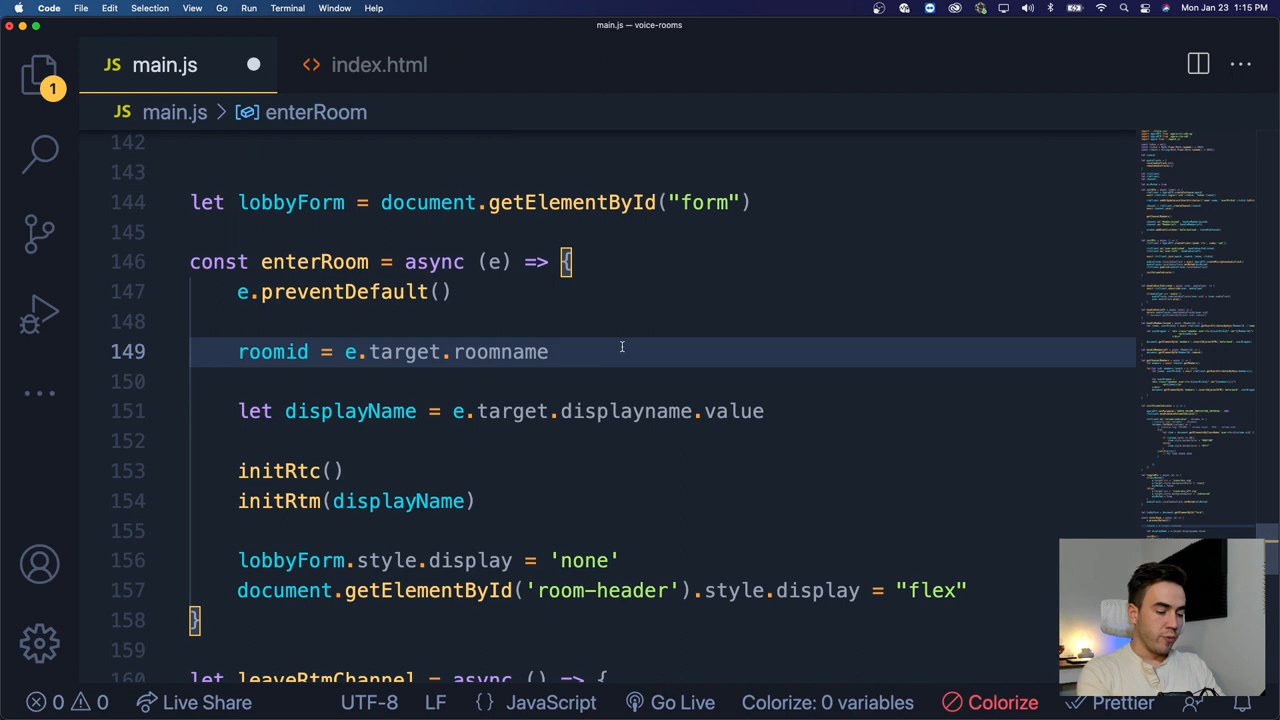 Code File Edit Selection View Go Run Terminal Window Help Mon Jan 23 1:15 PM
main.js — voice-rooms
JS main.js <> index.html
1
JS main.js > enterRoom
142
143
144 let lobbyForm = document.getElementById("form")
145
146 const enterRoom = async (e) => {
147 e.preventDefault()
148
149 roomid = e.target.roomname
150
151 let displayName = e.target.displayname.value
152
153 initRtc()
154 initRtm(displayName)
155
156 lobbyForm.style.display = 'none'
157 document.getElementById('room-header').style.display = "flex"
158 }
159
160 let leaveRtmChannel = async () => {
0 0 Live Share UTF-8 LF {} JavaScript Go Live Colorize: 0 variables Colorize Prettier